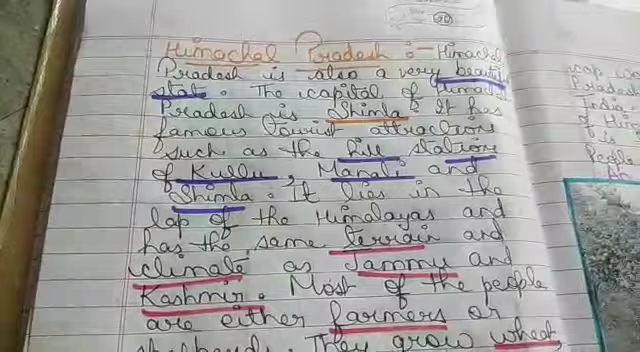 Himachal Pradesh :- Himachal
Pradesh is also a very beautiful
state. The capital of Himachal
Pradesh is Shimla. It has
famous tourist attractions
such as the hill stations
of Kullu, Manali and
Shimla. It lies in the
lap of the Himalayas and
has the same terrain and
climate as Jammu and
Kashmir. Most of the people
are either farmers or
shepherds. They grow wheat,